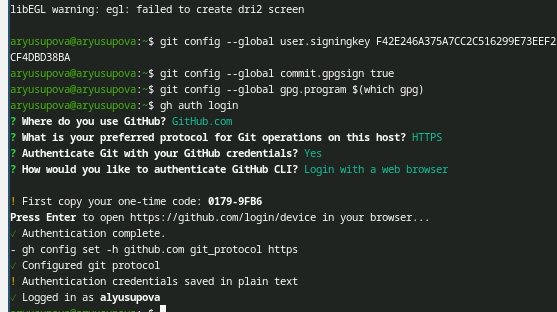 libEGL warning: egl: failed to create dri2 screen
aryusupova@aryusupova:~$ git config --global user.signingkey F42E246A375A7CC2C516299E73EEF2
CF4DBD38BA
aryusupova@aryusupova:~$ git config --global commit.gpgsign true
aryusupova@aryusupova:~$ git config --global gpg.program $(which gpg)
aryusupova@aryusupova:~$ gh auth login
? Where do you use GitHub? GitHub.com
? What is your preferred protocol for Git operations on this host? HTTPS
? Authenticate Git with your GitHub credentials? Yes
? How would you like to authenticate GitHub CLI? Login with a web browser
! First copy your one-time code: 0179-9FB6
Press Enter to open https://github.com/login/device in your browser...
✓ Authentication complete.
- gh config set -h github.com git_protocol https
✓ Configured git protocol
! Authentication credentials saved in plain text
✓ Logged in as alyusupova
aryusupova@aryusupova:~$